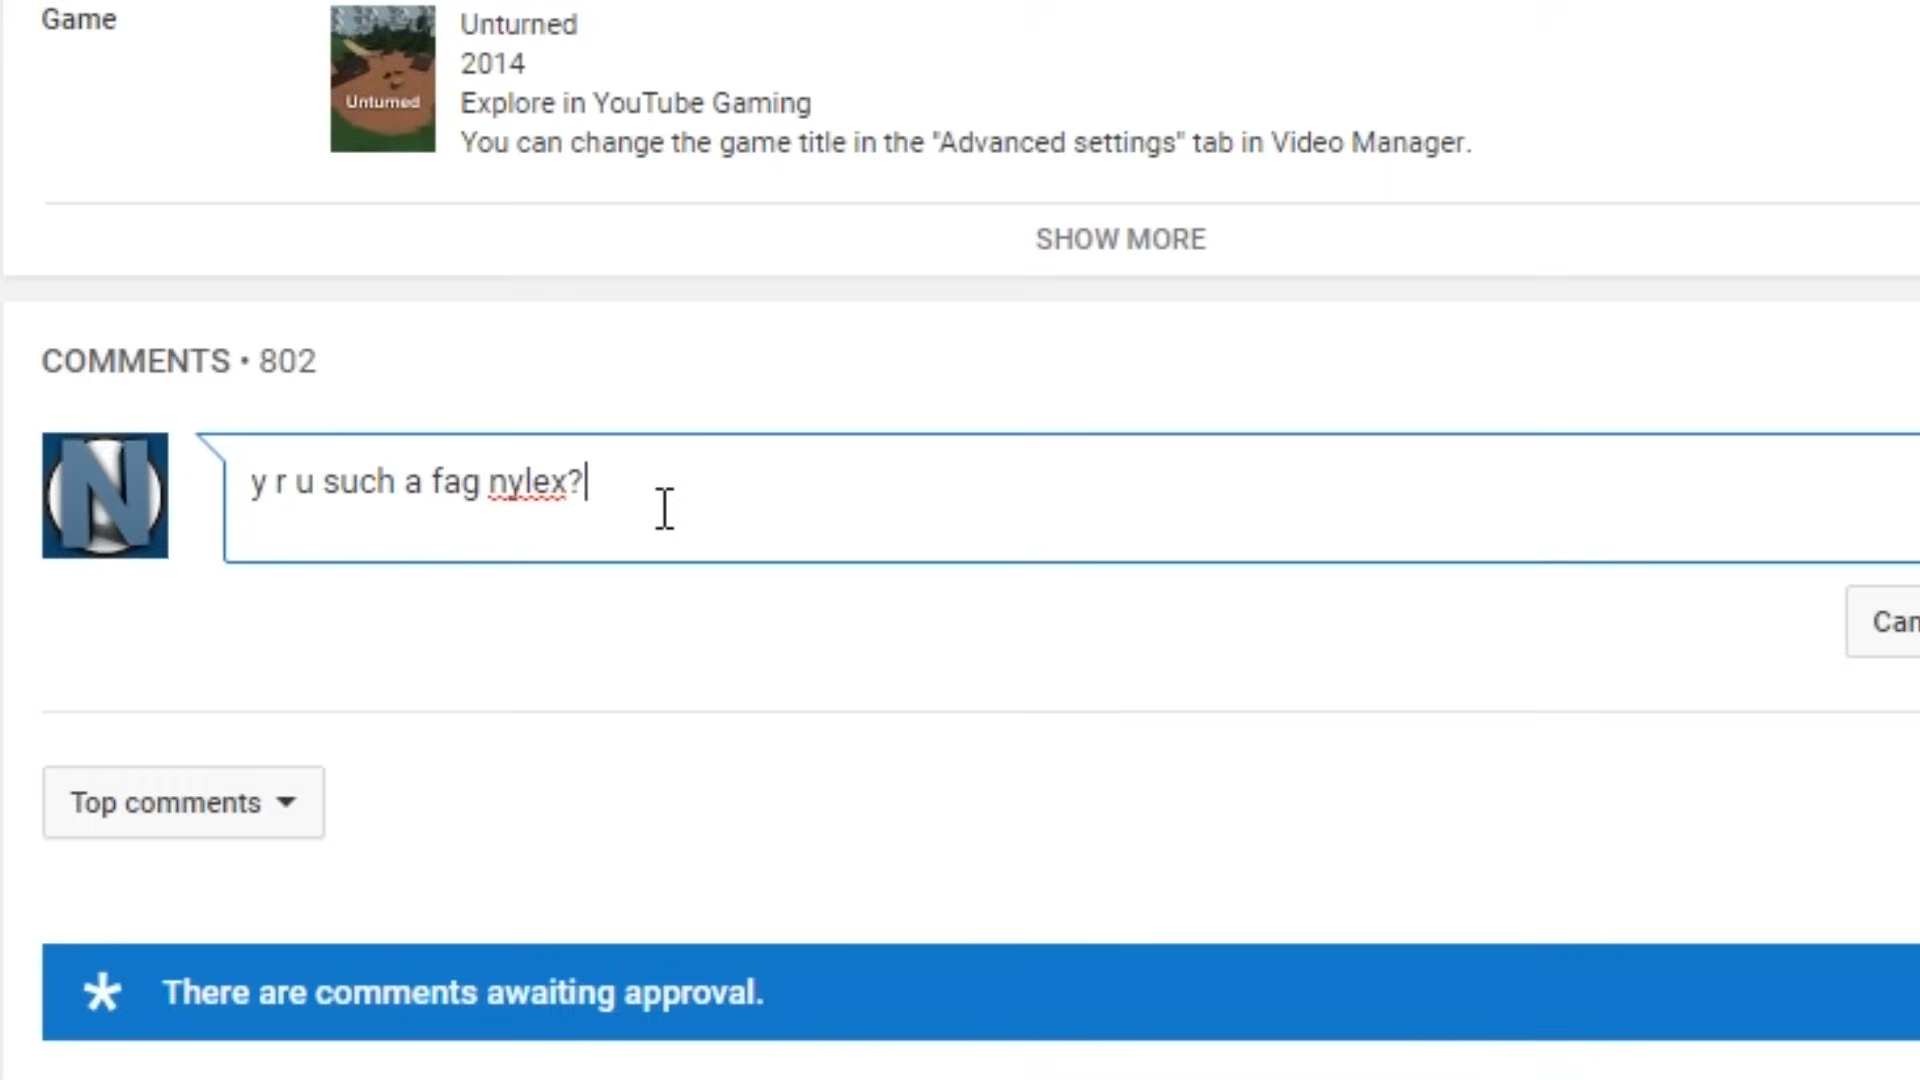 Game
Unturned
Unturned
2014
Explore in YouTube Gaming
You can change the game title in the "Advanced settings" tab in Video Manager.
SHOW MORE
COMMENTS • 802
N
y r u such a fag nylex?
Can
Top comments
There are comments awaiting approval.